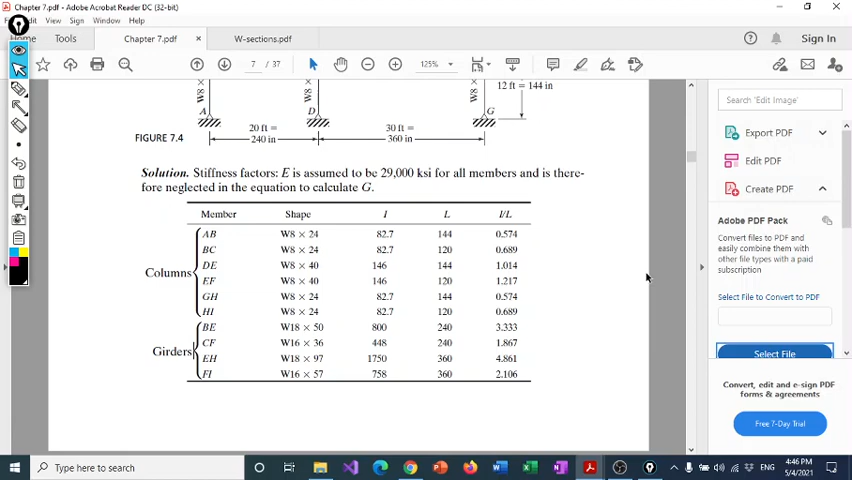 Chapter 7.pdf - Adobe Acrobat Reader DC (32-bit)
View Sign Window Help
Home Tools Chapter 7.pdf × W-sections.pdf Sign In
7 / 37 125%
W8 × W8 × W8 × 12 ft = 144 in
A D G
20 ft = 240 in
30 ft = 360 in
FIGURE 7.4
Solution. Stiffness factors: E is assumed to be 29,000 ksi for all members and is there-
fore neglected in the equation to calculate G.
Member Shape I L I/L
AB W8 × 24 82.7 144 0.574
BC W8 × 24 82.7 120 0.689
Columns DE W8 × 40 146 144 1.014
EF W8 × 40 146 120 1.217
GH W8 × 24 82.7 144 0.574
HI W8 × 24 82.7 120 0.689
BE W18 × 50 800 240 3.333
CF W16 × 36 448 240 1.867
Girders EH W18 × 97 1750 360 4.861
FI W16 × 57 758 360 2.106
Search 'Edit Image'
Export PDF
Edit PDF
Create PDF
Adobe PDF Pack
Convert files to PDF and
easily combine them with
other file types with a paid
subscription
Select File to Convert to PDF
Select File
Convert, edit and e-sign PDF
forms & agreements
Free 7-Day Trial
Type here to search
ENG
4:46 PM
5/4/2021